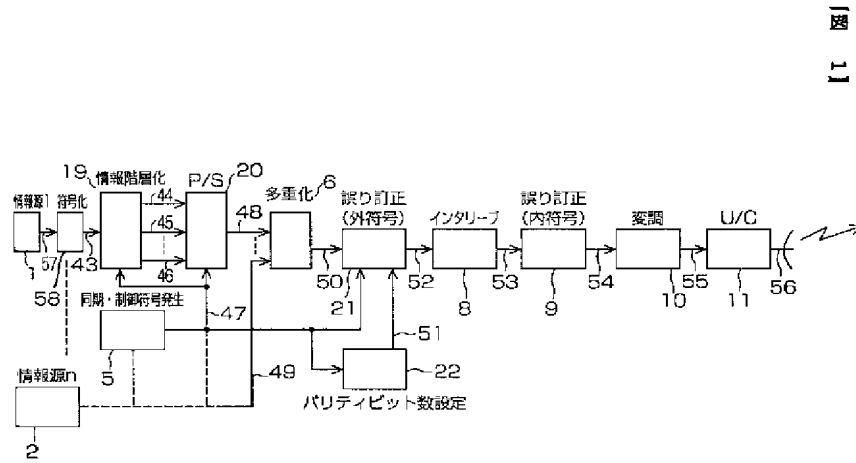 【図 1】
19
情報階層化
P/S
20
多重化
6
誤り訂正
(外符号)
インタリーブ
誤り訂正
(内符号)
変調
U/C
情報源1
符号化
44
45
46
48
1
57
43
58
50
21
52
8
53
9
54
10
55
11
56
同期・制御符号発生
47
5
51
49
22
パリティビット数設定
情報源n
2